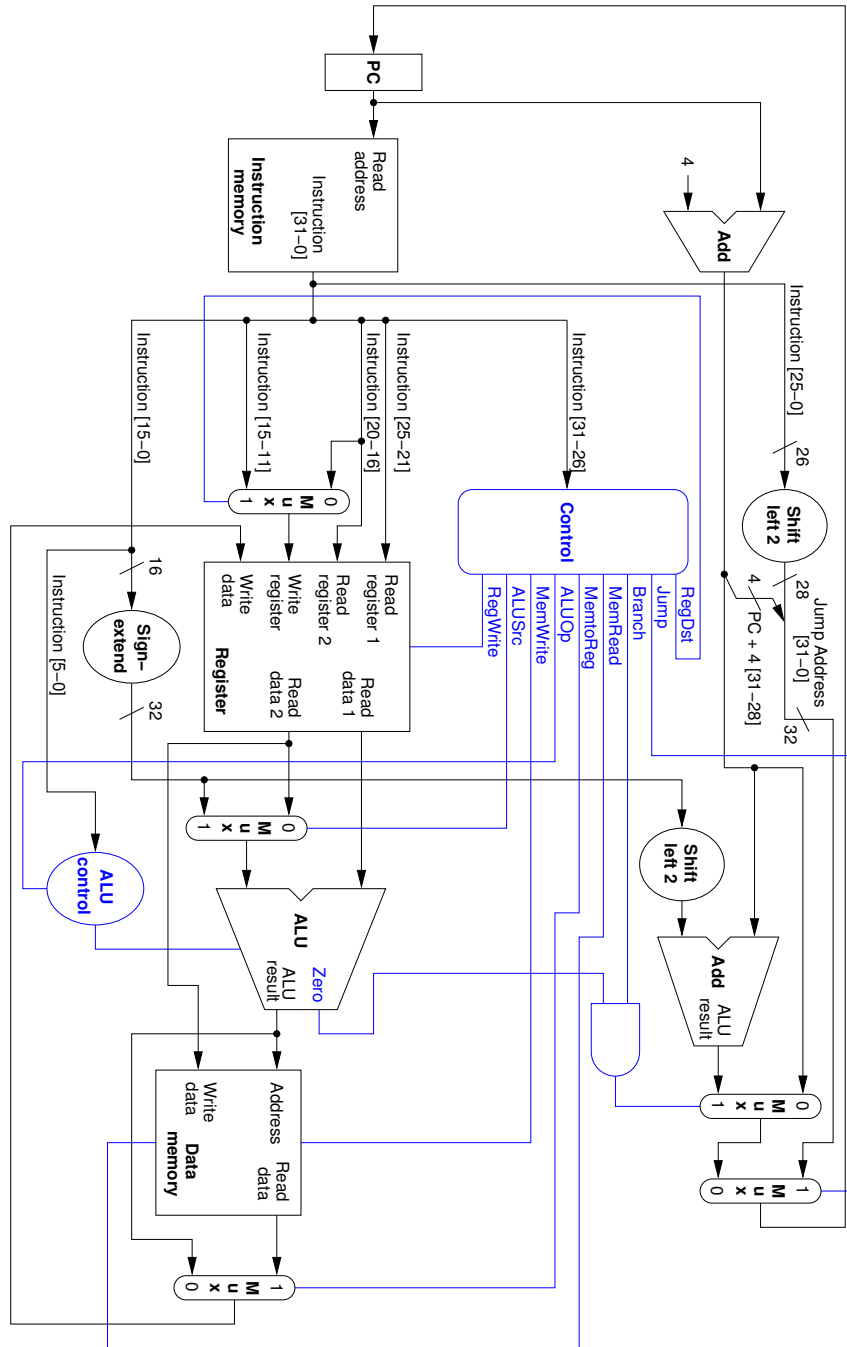 PC
4
Add
Read
address
Instruction
[31–0]
Instruction
memory
Instruction [25–0]
26
Shift
left 2
28
Jump Address
[31–0]
32
4
PC + 4 [31–28]
Instruction [31–26]
Instruction [25–21]
Instruction [20–16]
Instruction [15–11]
Instruction [15–0]
Instruction [5–0]
Control
RegDst
Jump
Branch
MemRead
MemtoReg
ALUOp
MemWrite
ALUSrc
RegWrite
0
M
u
x
1
Read
register 1
Read
register 2
Write
register
Write
data
Read
data 1
Read
data 2
Register
16
Sign–
extend
32
0
M
u
x
1
ALU
control
Shift
left 2
Add
ALU
result
ALU
Zero
ALU
result
0
M
u
x
1
1
M
u
x
0
Address
Write
data
Read
data
Data
memory
1
M
u
x
0